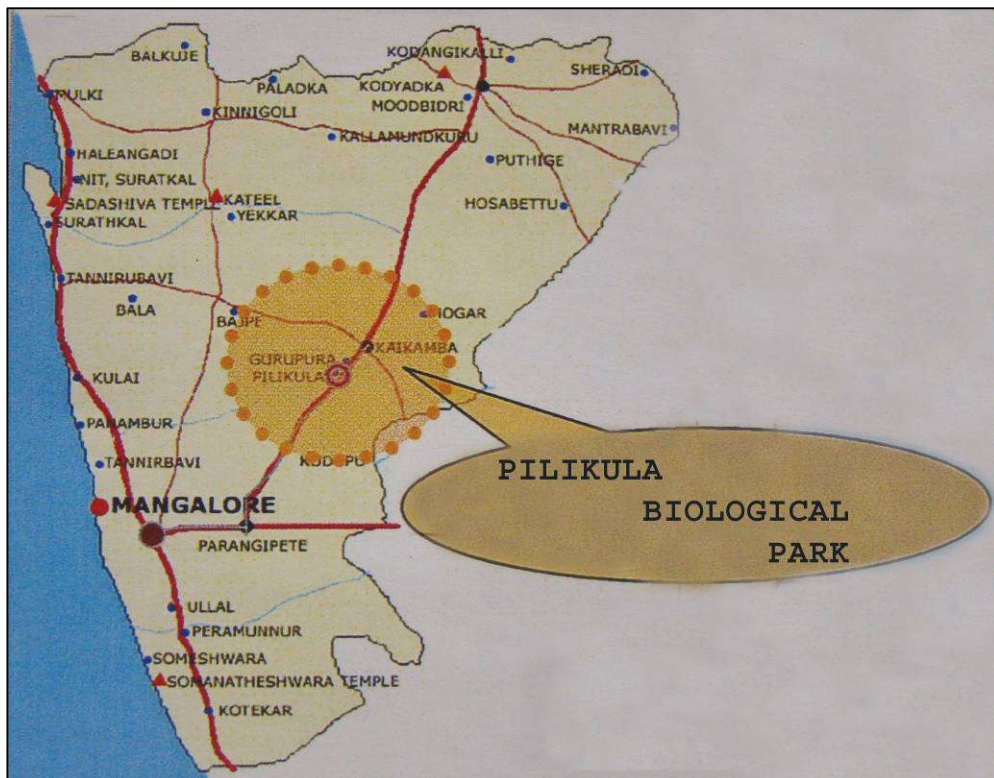 KODANGIKALLI
BALKUJE
SHERADI
PALADKA
KODYADKA
MULKI
MOODBIDRI
KINNIGOLI
MANTRABAVI
KALLAMUNDKURU
HALEANGADI
PUTHIGE
NIT, SURATKAL
SADASHIVA TEMPLE
KATEEL
HOSABETTU
YEKKAR
SURATHKAL
TANNIRUBAVI
BALA
BAJPE
KAIKAMBA
GURUPURA
PILIKULA
KULAI
PANAMBUR
TANNIRBAVI
PILIKULA
BIOLOGICAL
PARK
MANGALORE
PARANGIPETE
ULLAL
PERAMUNNUR
SOMESHWARA
SOMANATHESHWARA TEMPLE
KOTEKAR